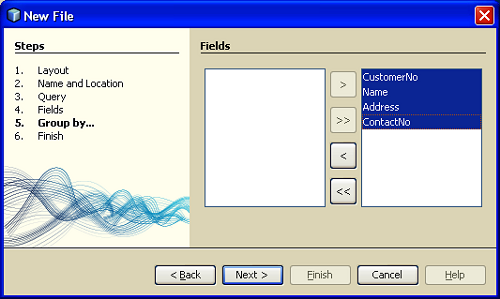 New File
Steps
1. Layout
2. Name and Location
3. Query
4. Fields
5. Group by...
6. Finish
Fields
>
>>
<
<<
CustomerNo
Name
Address
ContactNo
< Back
Next >
Finish
Cancel
Help